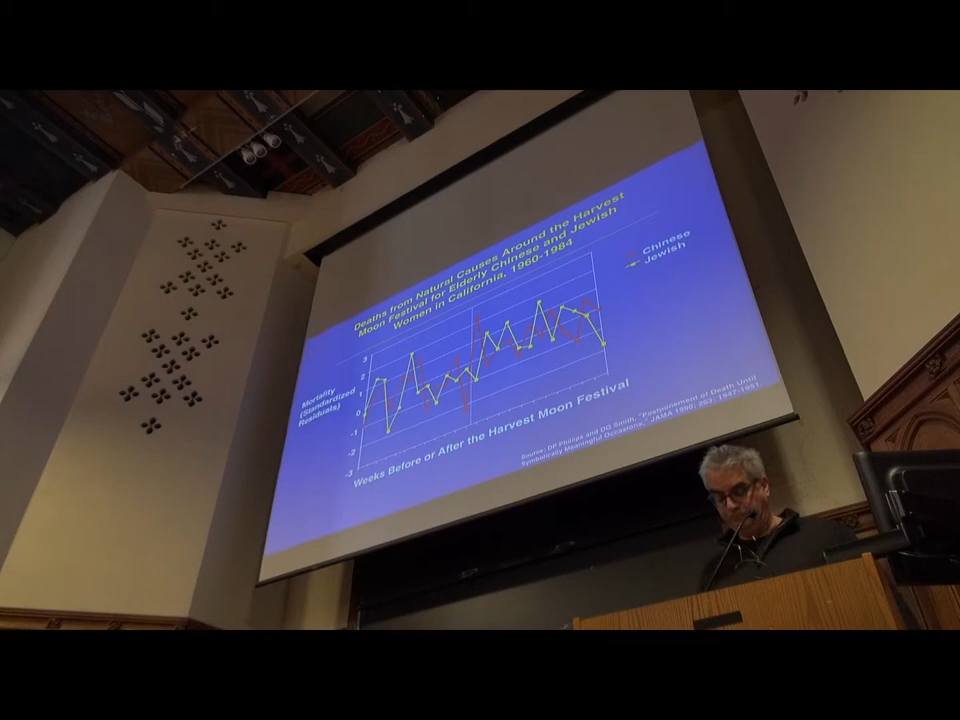 Deaths from Natural Causes Around the Harvest
Moon Festival for Elderly Chinese and Jewish
Women in California, 1960-1984
Chinese
Jewish
Mortality
(Standardized
Residuals)
3
2
1
0
-1
-2
-3
Weeks Before or After the Harvest Moon Festival
Source: DP Phillips and DG Smith, "Postponement of Death Until
Symbolically Meaningful Occasions," JAMA 1990; 263: 1947-1951.